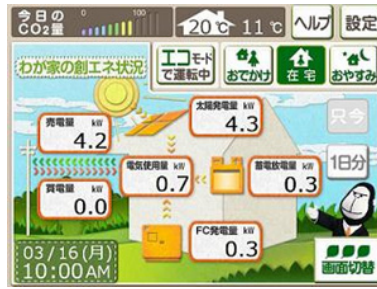 今日の
CO2量
0
100
20℃ 11℃
ヘルプ
設定
わが家の創エネ状況
エコモード
で運転中
おでかけ
在宅
おやすみ
太陽発電量 kW
4.3
只今
売電量 kW
4.2
1日分
電気使用量 kW
0.7
蓄電放電量 kW
0.3
買電量 kW
0.0
FC発電量 kW
0.3
03/16(月)
10:00AM
画面切替